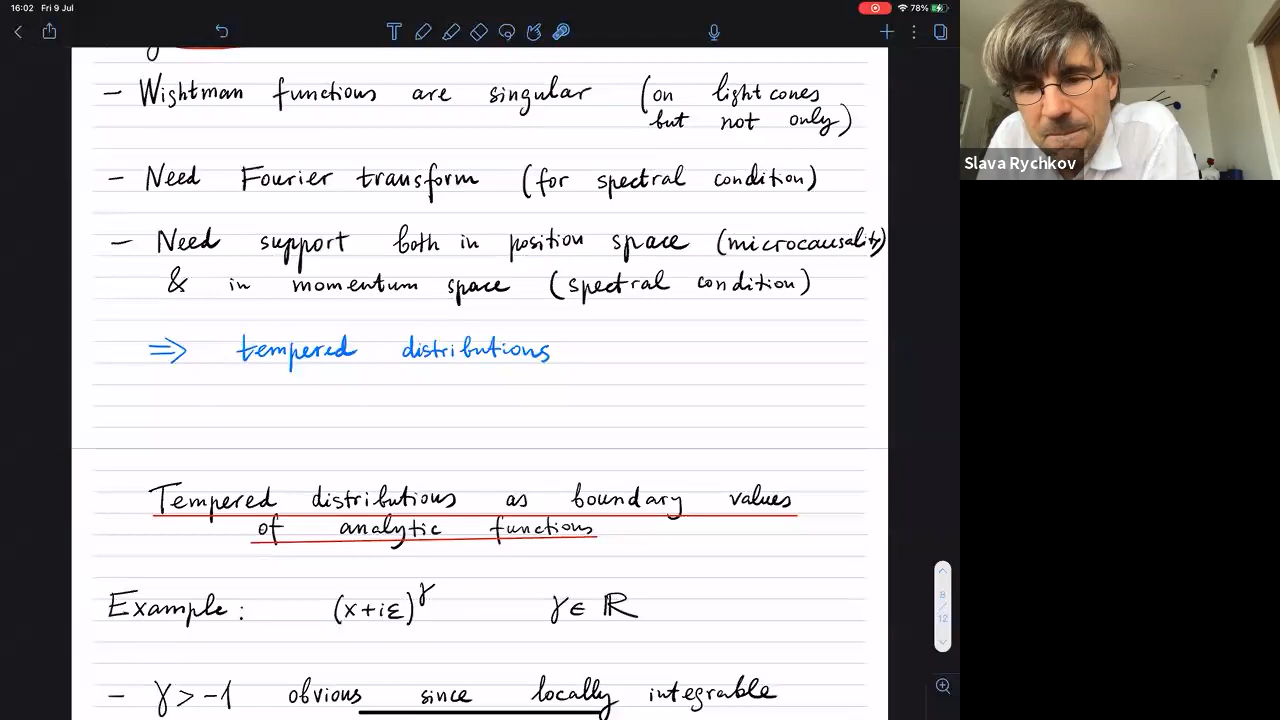 16:02 Fri 9 Jul
78%
- Wightman functions are singular (on light cones
but not only)
- Need Fourier transform (for spectral condition)
- Need support both in position space (microcausality)
& in momentum space (spectral condition)
⇒ tempered distributions
Tempered distributions as boundary values
of analytic functions
Example: (x+iε)^γ γ∈ℝ
- γ > -1 obvious since locally integrable
8
/
12
Slava Rychkov